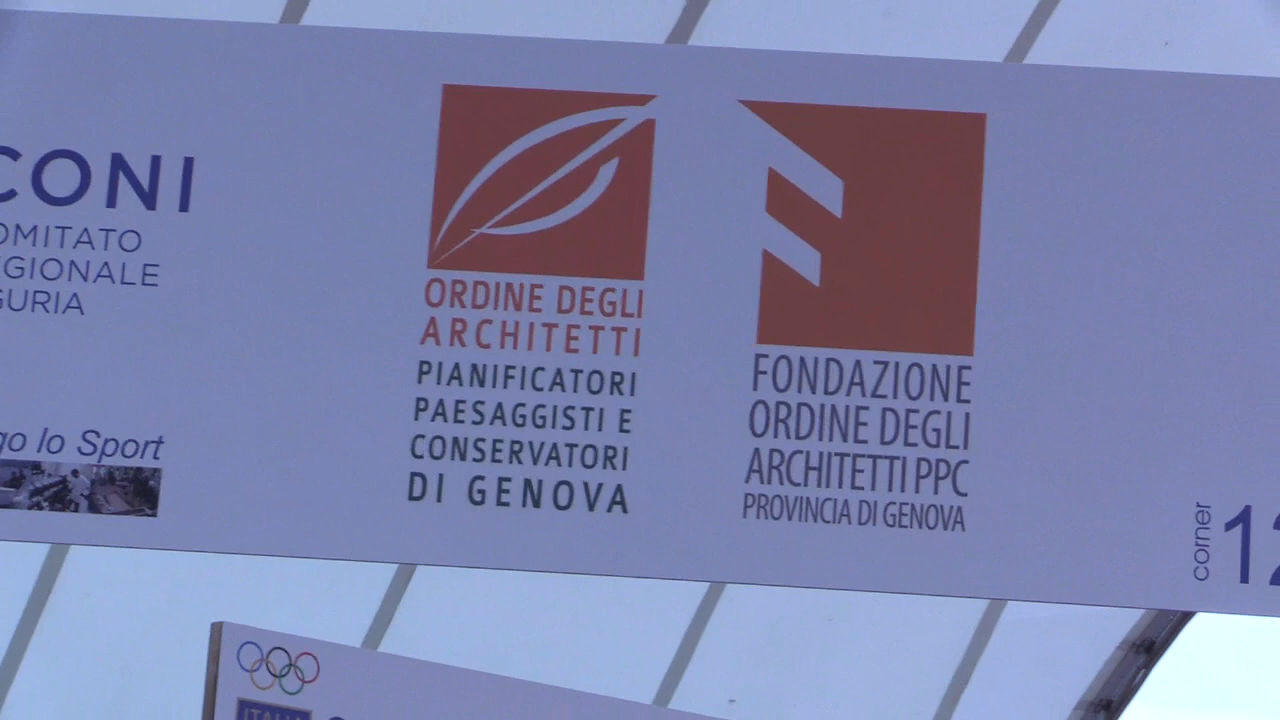 CONI
OMITATO
GIONALE
GURIA
go lo Sport
ORDINE DEGLI
ARCHITETTI
PIANIFICATORI
PAESAGGISTI E
CONSERVATORI
DI GENOVA
FONDAZIONE
ORDINE DEGLI
ARCHITETTI PPC
PROVINCIA DI GENOVA
corner
12
ITALIA